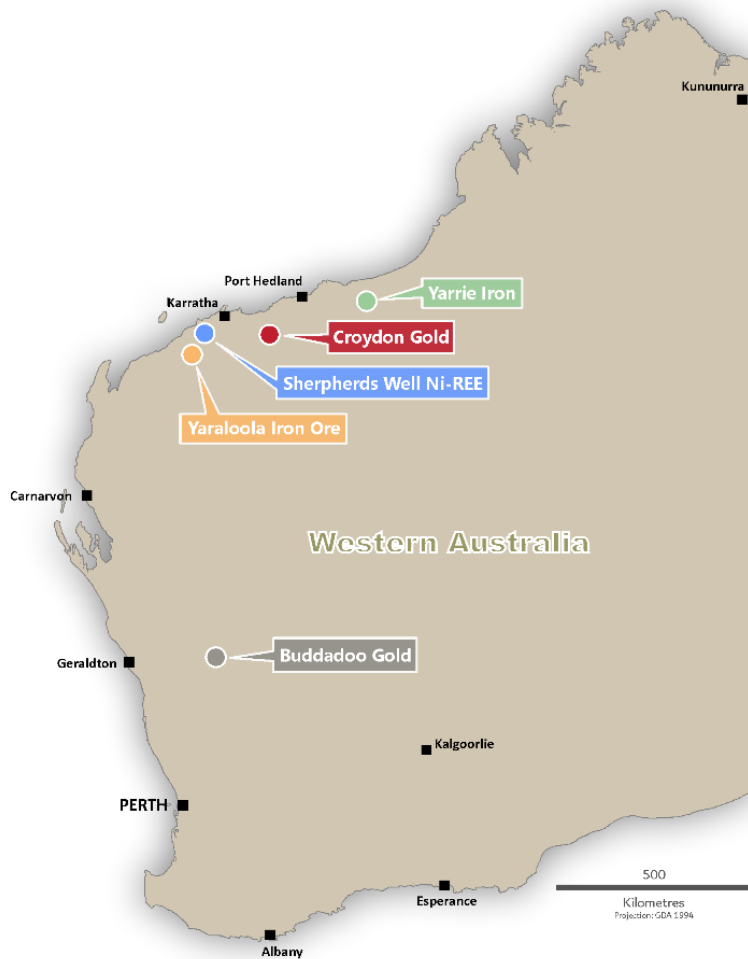 Kununurra
Port Hedland
Yarrie Iron
Karratha
Croydon Gold
Sherpherds Well Ni-REE
Yaraloola Iron Ore
Carnarvon
Western Australia
Buddadoo Gold
Geraldton
Kalgoorlie
PERTH
500
Kilometres
Projection: GDA 1994
Esperance
Albany